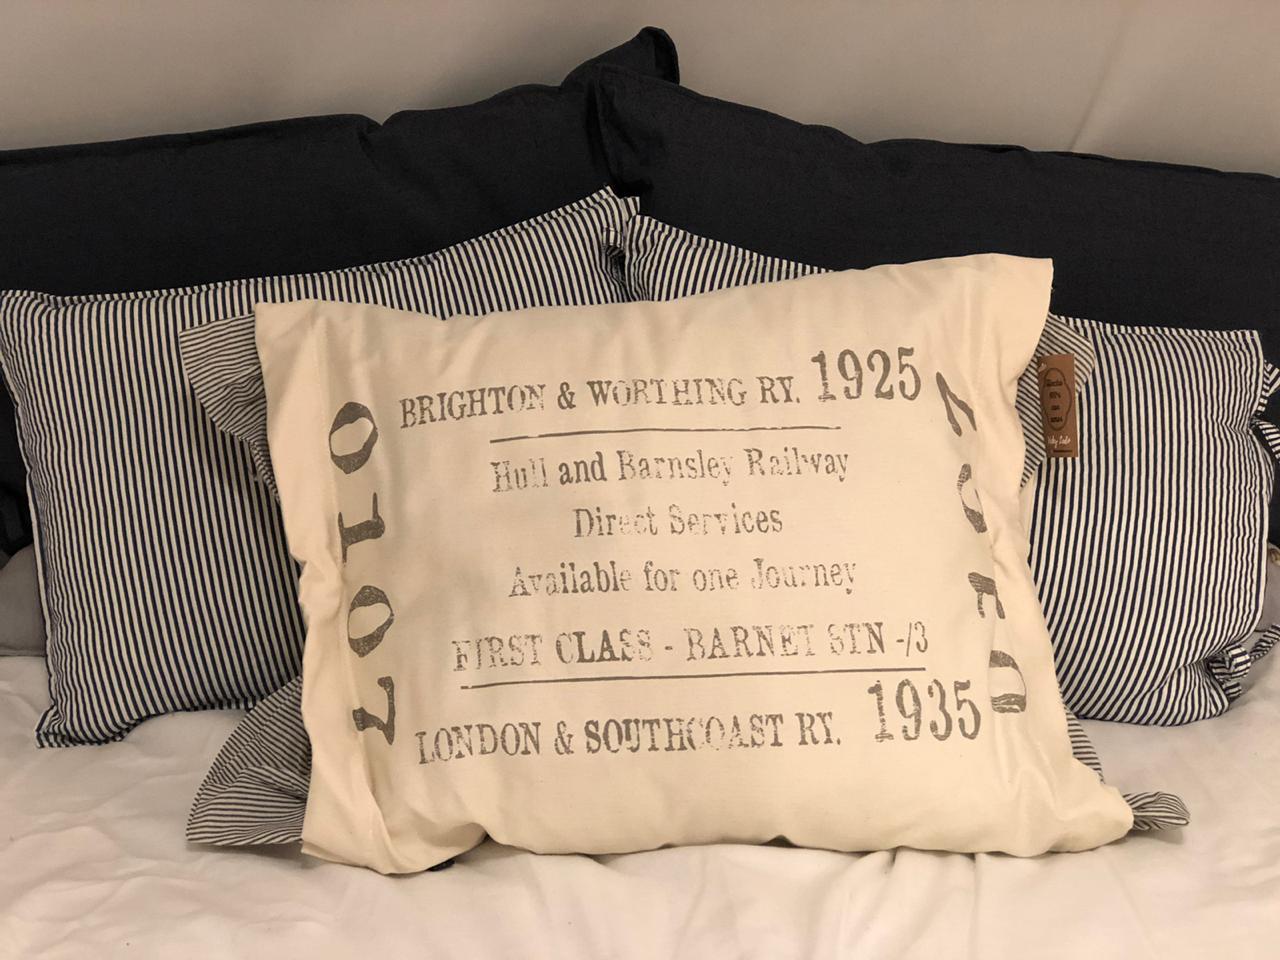 BRIGHTON & WORTHING RY. 1925
Hull and Barnsley Railway
Direct Services
Available for one Journey
FIRST CLASS - BARNET STN -/3
LONDON & SOUTHCOAST RY. 1935
LOIO